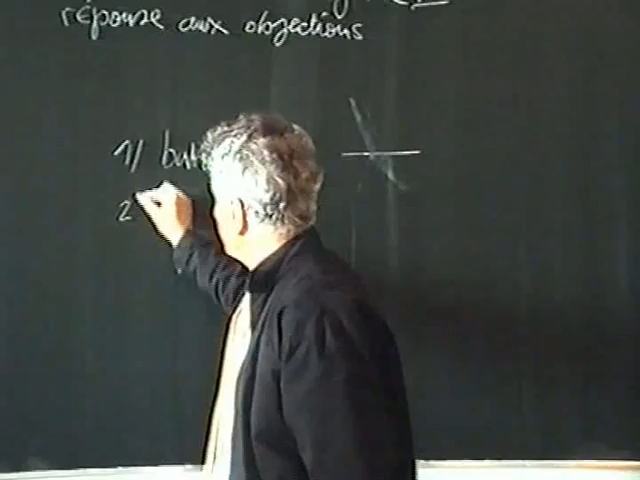 réponse aux objections
1/ but
2